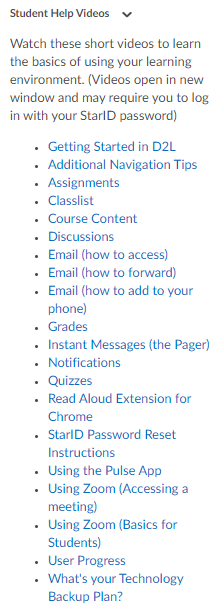 Student Help Videos
Watch these short videos to learn
the basics of using your learning
environment. (Videos open in new
window and may require you to log
in with your StarID password)
• Getting Started in D2L
• Additional Navigation Tips
• Assignments
• Classlist
• Course Content
• Discussions
• Email (how to access)
• Email (how to forward)
• Email (how to add to your
phone)
• Grades
• Instant Messages (the Pager)
• Notifications
• Quizzes
• Read Aloud Extension for
Chrome
• StarID Password Reset
Instructions
• Using the Pulse App
• Using Zoom (Accessing a
meeting)
• Using Zoom (Basics for
Students)
• User Progress
• What's your Technology
Backup Plan?